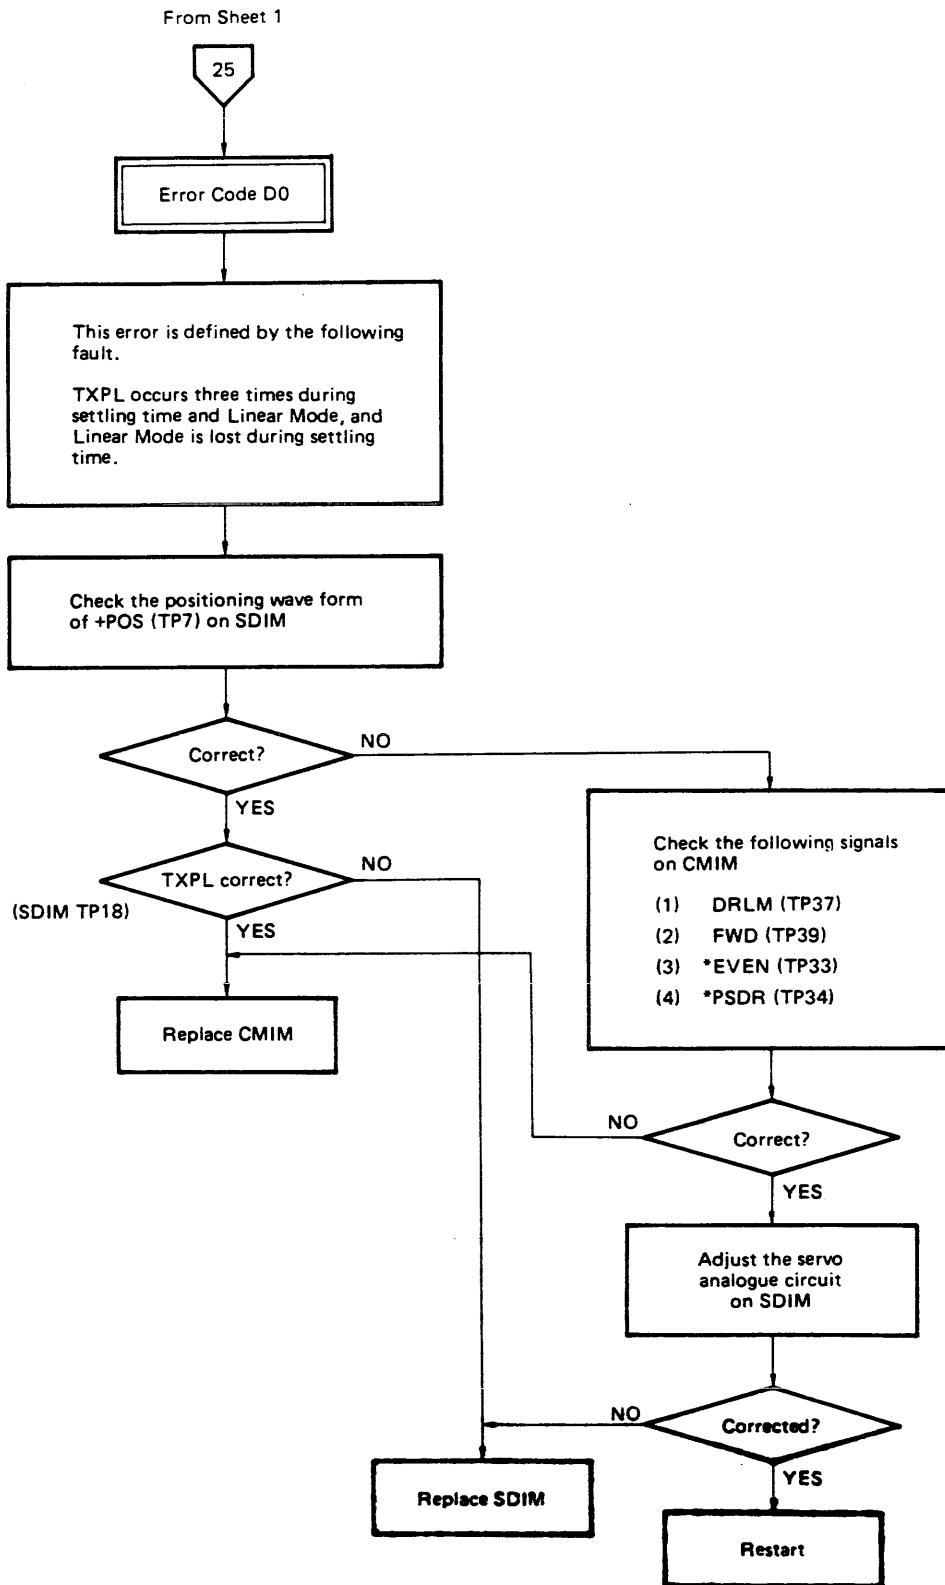 From Sheet 1
25
Error Code D0
This error is defined by the following
fault.
TXPL occurs three times during
settling time and Linear Mode, and
Linear Mode is lost during settling
time.
Check the positioning wave form
of +POS (TP7) on SDIM
Correct?
NO
YES
TXPL correct?
NO
(SDIM TP18)
YES
Replace CMIM
Check the following signals
on CMIM
(1) DRLM (TP37)
(2) FWD (TP39)
(3) *EVEN (TP33)
(4) *PSDR (TP34)
NO
Correct?
YES
Adjust the servo
analogue circuit
on SDIM
NO
Corrected?
YES
Replace SDIM
Restart